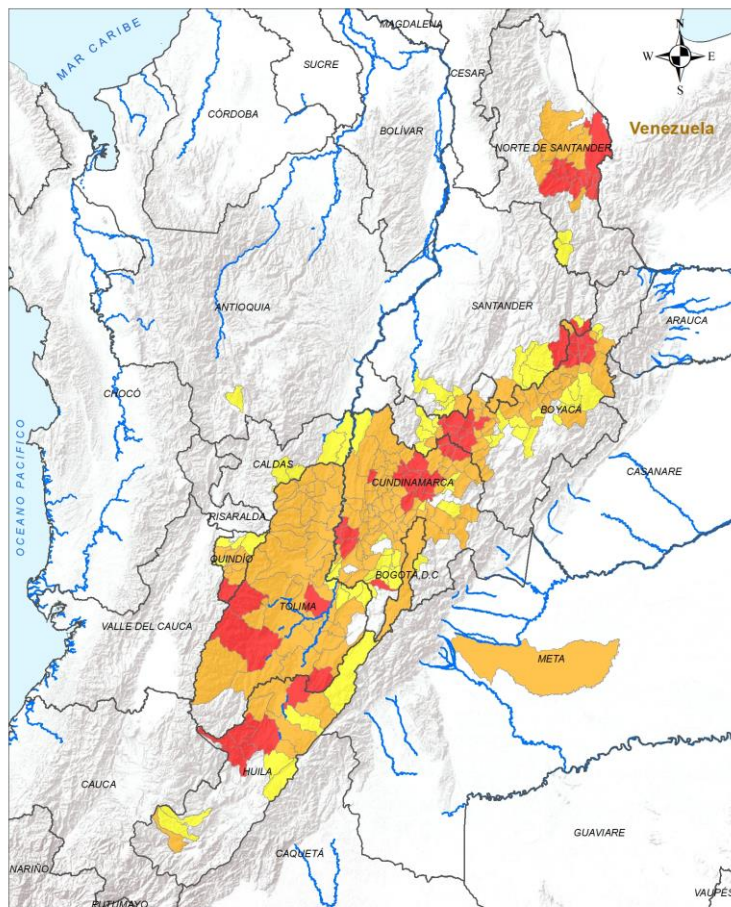 MAGDALENA
MAR CARIBE
SUCRE
CESAR
N
W
E
S
CÓRDOBA
BOLÍVAR
Venezuela
NORTE DE SANTANDER
ANTIOQUIA
SANTANDER
ARAUCA
CHOCÓ
BOYACÁ
OCEANO PACIFICO
CALDAS
CUNDINAMARCA
CASANARE
RISARALDA
QUINDÍO
BOGOTÁ, D.C
TOLIMA
VALLE DEL CAUCA
META
HUILA
CAUCA
GUAVIARE
NARIÑO
CAQUETÁ
PUTUMAYO
VAUPÉS